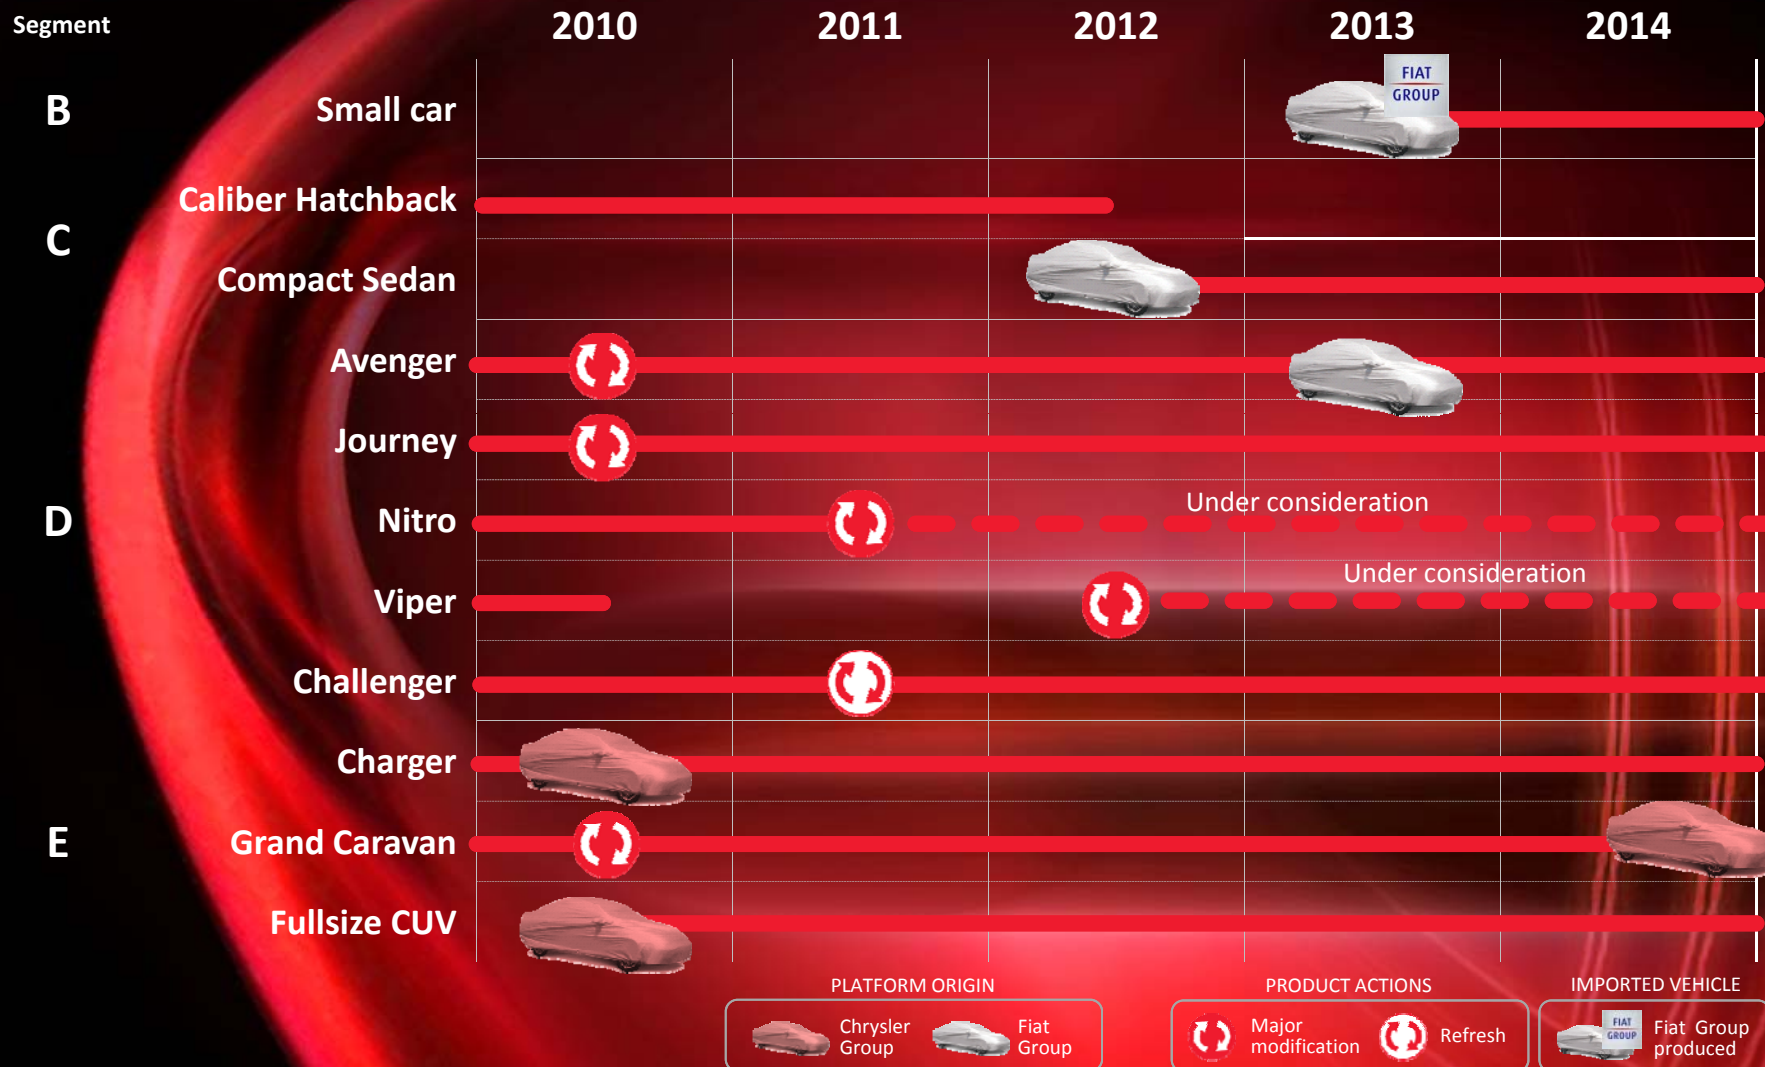 Segment
2010 2011 2012 2013 2014
B
Small car
FIAT
GROUP
Caliber Hatchback
C
Compact Sedan
Avenger
Journey
D
Nitro
Under consideration
Viper
Under consideration
Challenger
Charger
E
Grand Caravan
Fullsize CUV
PLATFORM ORIGIN
Chrysler
Group
Fiat
Group
PRODUCT ACTIONS
Major
modification
Refresh
IMPORTED VEHICLE
FIAT
GROUP
Fiat Group
produced